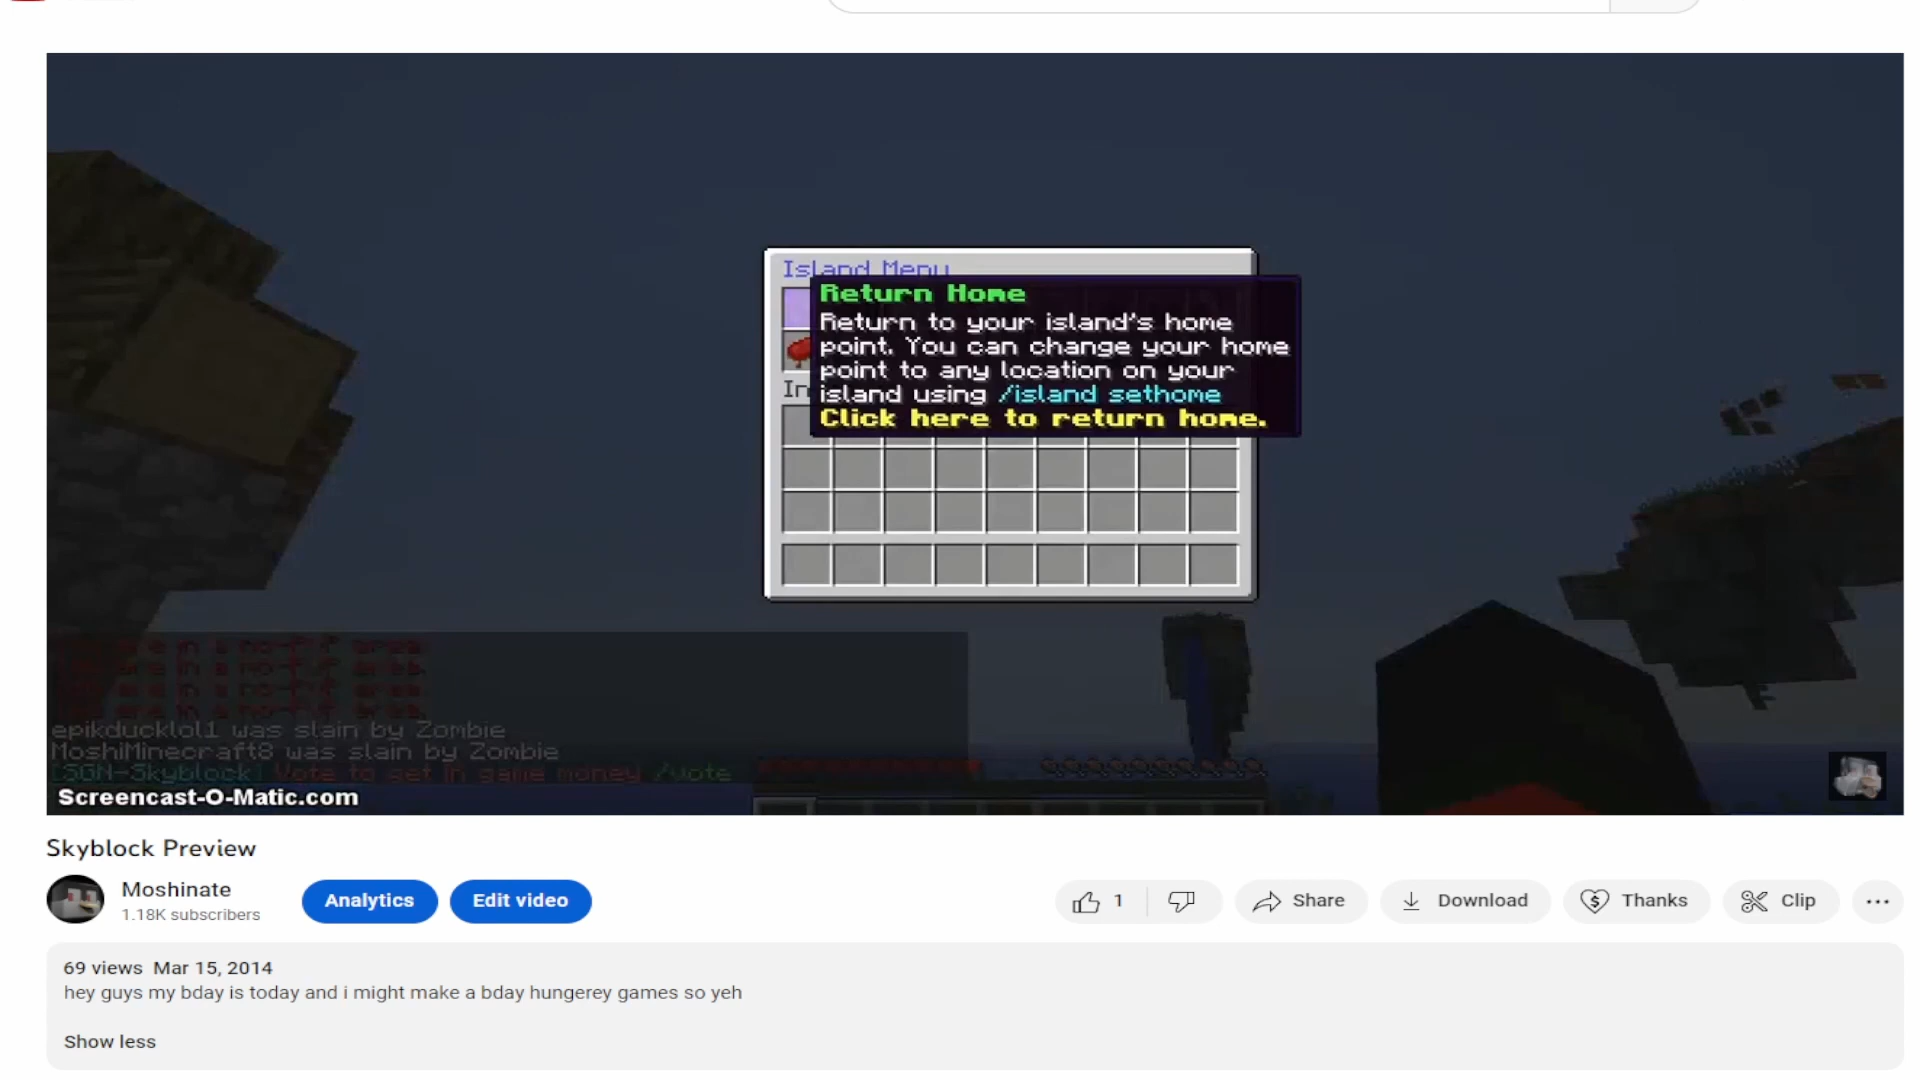 Island Menu
Return Home
Return to your island's home
point. You can change your home
point to any location on your
island using /island sethome
Click here to return home.
In
epikducklol1 was slain by Zombie
MoshiMinecraft8 was slain by Zombie
[SGN-Skyblock] Vote to get in game money /vote
Screencast-O-Matic.com
Skyblock Preview
Moshinate
1.18K subscribers
Analytics
Edit video
1
Share
Download
Thanks
Clip
69 views Mar 15, 2014
hey guys my bday is today and i might make a bday hungerey games so yeh
Show less